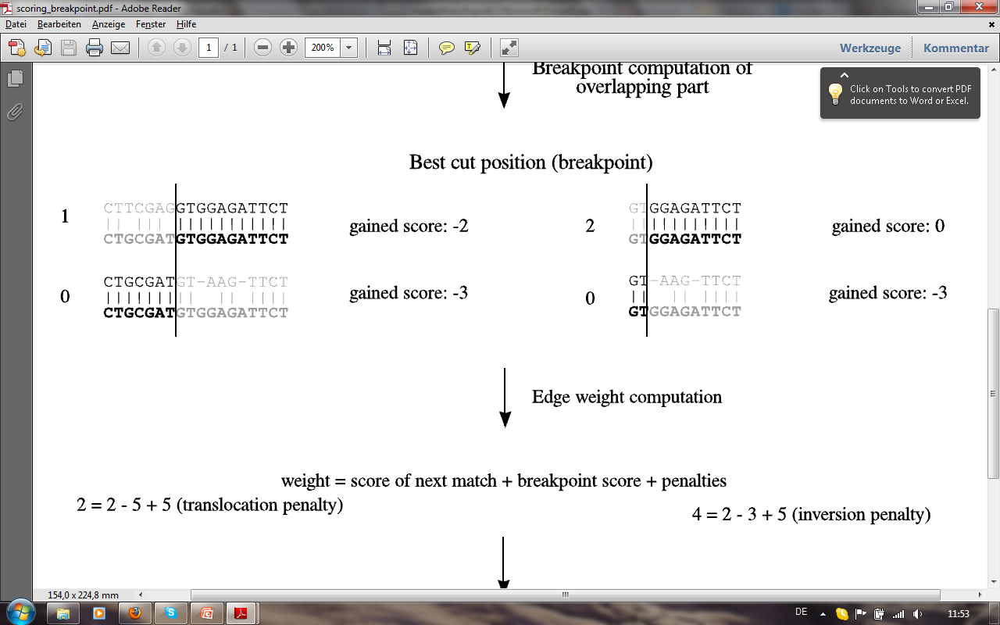 scoring_breakpoint.pdf - Adobe Reader
Datei Bearbeiten Anzeige Fenster Hilfe
1 / 1 200% Werkzeuge Kommentar
Breakpoint computation of
overlapping part
Click on Tools to convert PDF
documents to Word or Excel.
Best cut position (breakpoint)
1
CTTCGAGGTGGAGATTCT
CTGCGATGTGGAGATTCT
gained score: -2
0
CTGCGATGT-AAG-TTCT
CTGCGATGTGGAGATTCT
gained score: -3
2
GTGGAGATTCT
GTGGAGATTCT
gained score: 0
0
GT-AAG-TTCT
GTGGAGATTCT
gained score: -3
Edge weight computation
weight = score of next match + breakpoint score + penalties
2 = 2 - 5 + 5 (translocation penalty)
4 = 2 - 3 + 5 (inversion penalty)
154,0 x 224,8 mm
DE 11:53